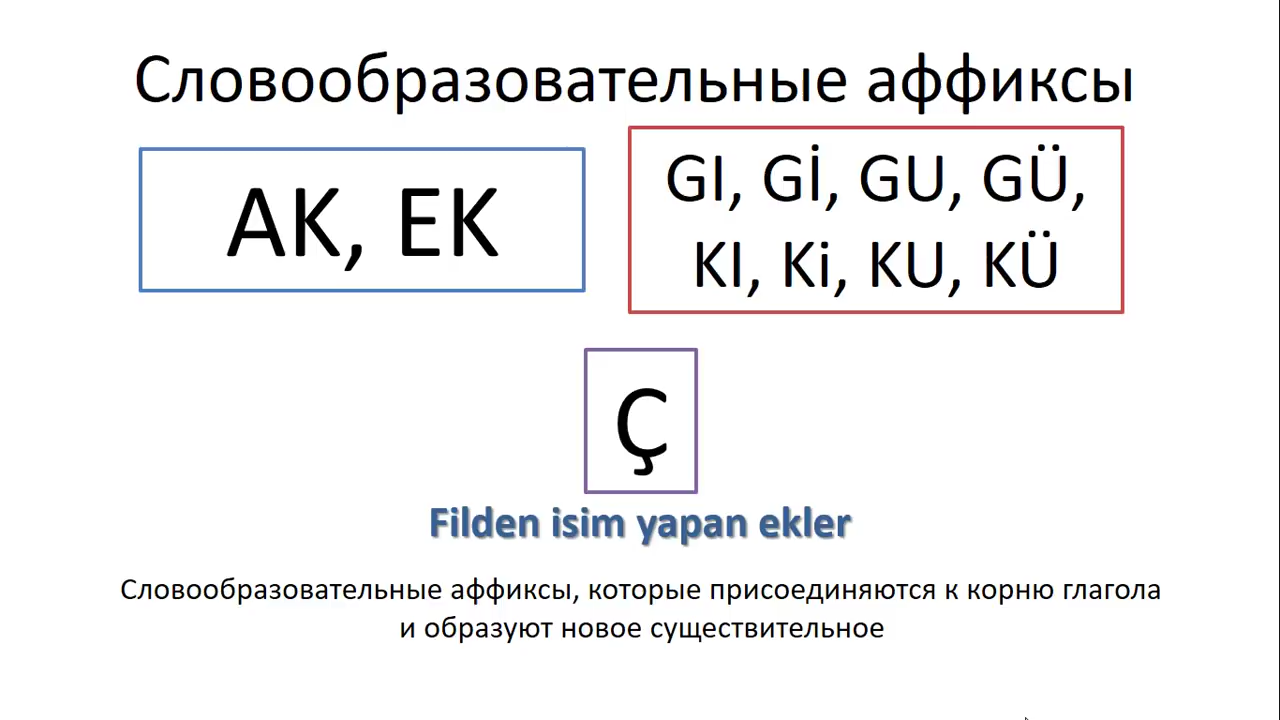 Словообразовательные аффиксы
AK, EK
GI, Gİ, GU, GÜ,
KI, Ki, KU, KÜ
Ç
Filden isim yapan ekler
Словообразовательные аффиксы, которые присоединяются к корню глагола
и образуют новое существительное